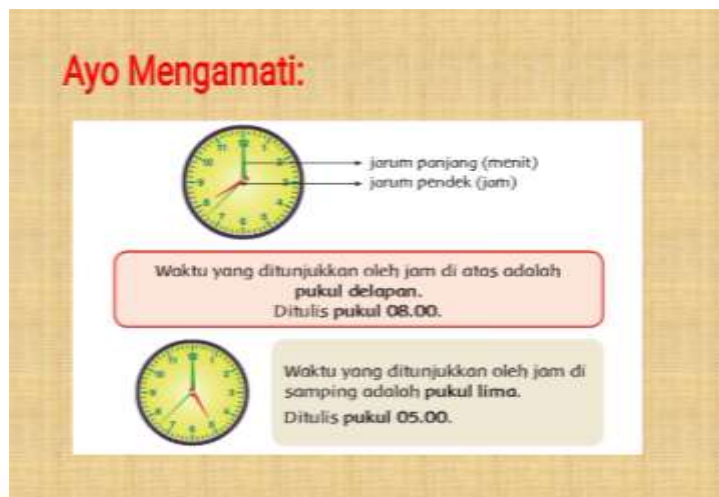 Ayo Mengamati:
jarum panjang (menit)
jarum pendek (jam)
Waktu yang ditunjukkan oleh jam di atas adalah
pukul delapan.
Ditulis pukul 08.00.
Waktu yang ditunjukkan oleh jam di
samping adalah pukul lima.
Ditulis pukul 05.00.